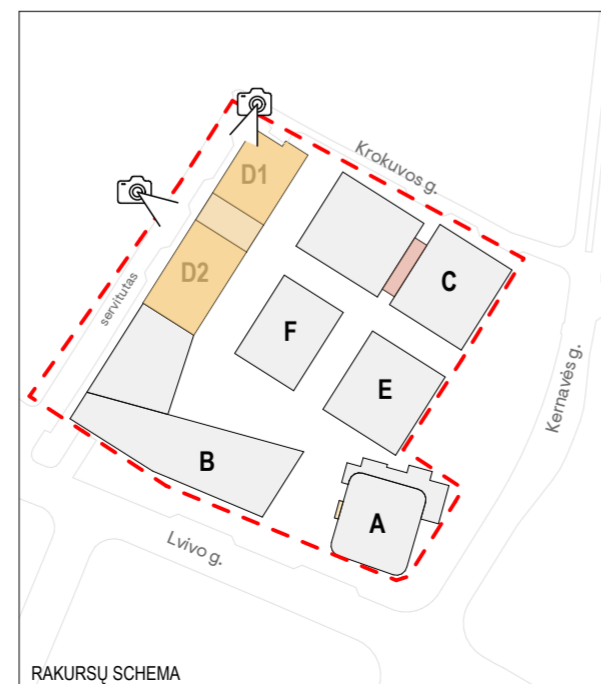 Krokuvos g.
D1
C
D2
servitutas
F
Kernavės g.
E
B
A
Lvivo g.
RAKURSŲ SCHEMA